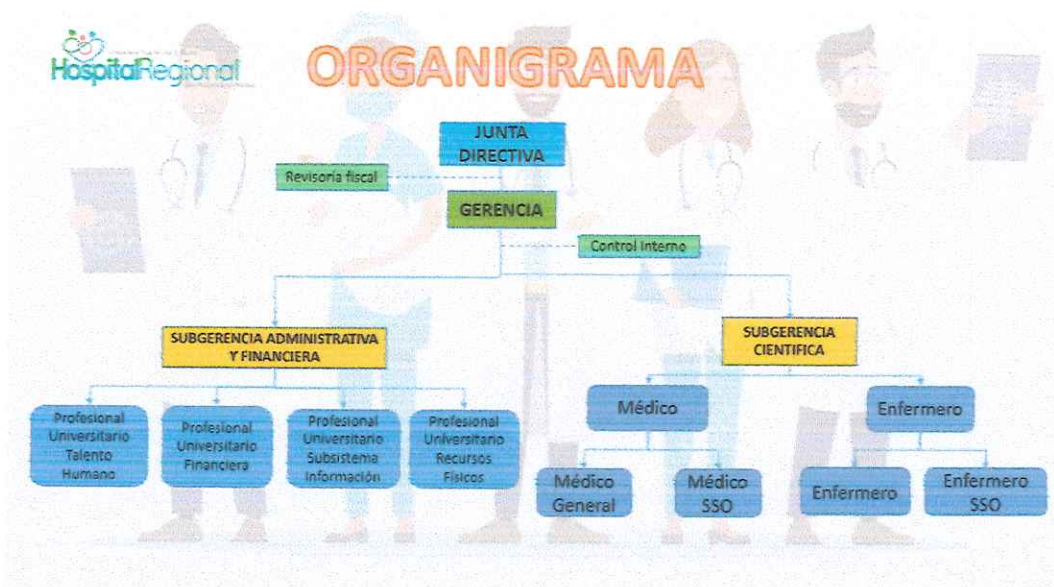 HospitalRegional
ORGANIGRAMA
JUNTA
DIRECTIVA
Revisoria fiscal
GERENCIA
Control Interno
SUBGERENCIA ADMINISTRATIVA
Y FINANCIERA
SUBGERENCIA
CIENTIFICA
Profesional
Universitario
Talento
Humano
Profesional
Universitario
Financiera
Profesional
Universitario
Subsistema
Información
Profesional
Universitario
Recursos
Físicos
Médico
Enfermero
Médico
General
Médico
SSO
Enfermero
Enfermero
SSO